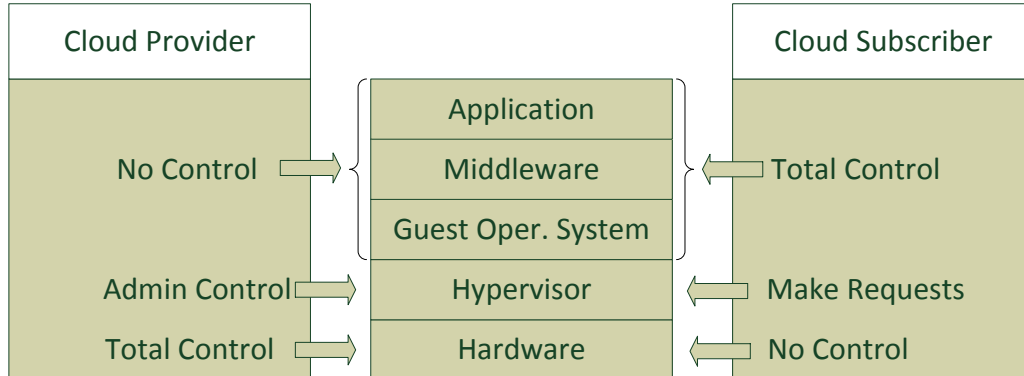 Cloud Provider
Cloud Subscriber
Application
No Control
Middleware
Total Control
Guest Oper. System
Admin Control
Hypervisor
Make Requests
Total Control
Hardware
No Control